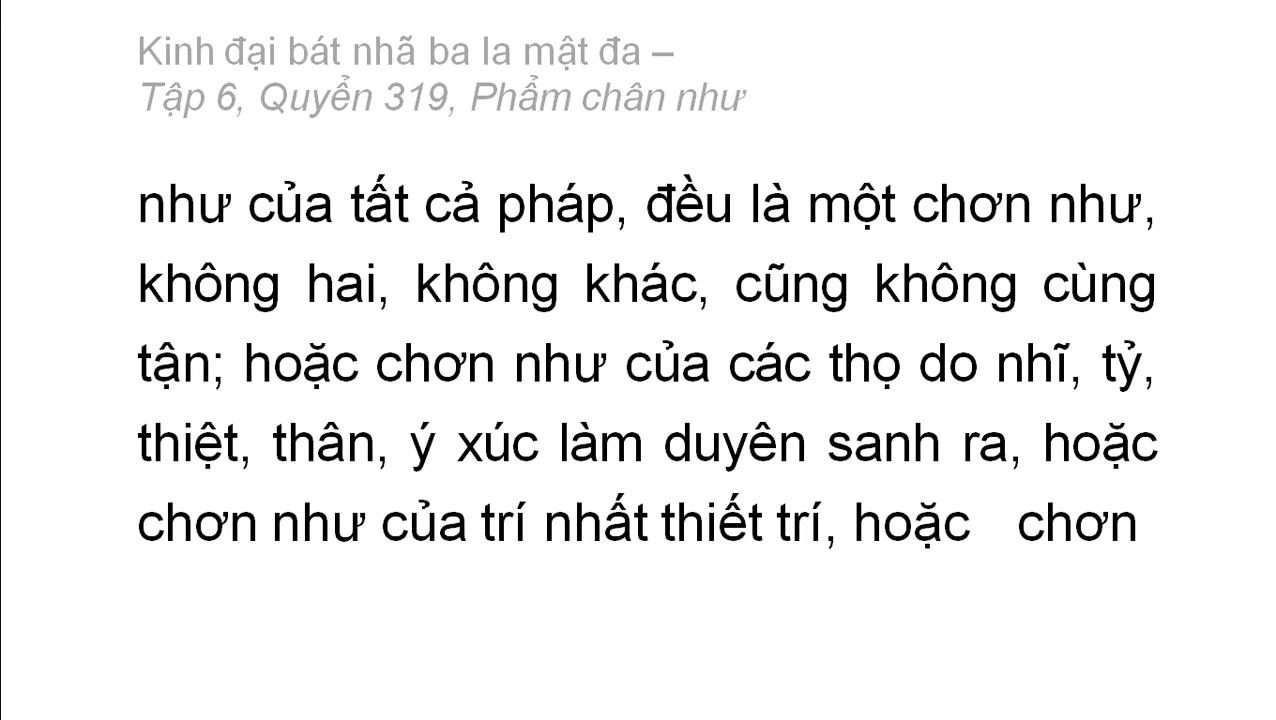 Kinh đại bát nhã ba la mật đa –
Tập 6, Quyển 319, Phẩm chân như
như của tất cả pháp, đều là một chơn như,
không hai, không khác, cũng không cùng
tận; hoặc chơn như của các thọ do nhĩ, tỷ,
thiệt, thân, ý xúc làm duyên sanh ra, hoặc
chơn như của trí nhất thiết trí, hoặc chơn